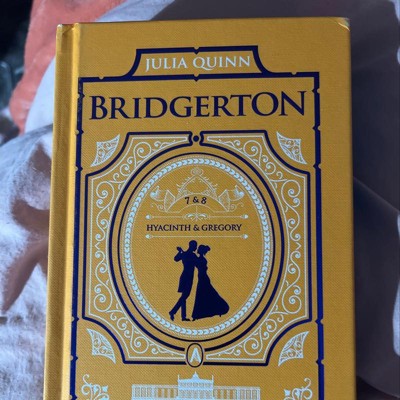 JULIA QUINN
BRIDGERTON
7 & 8
HYACINTH & GREGORY
A